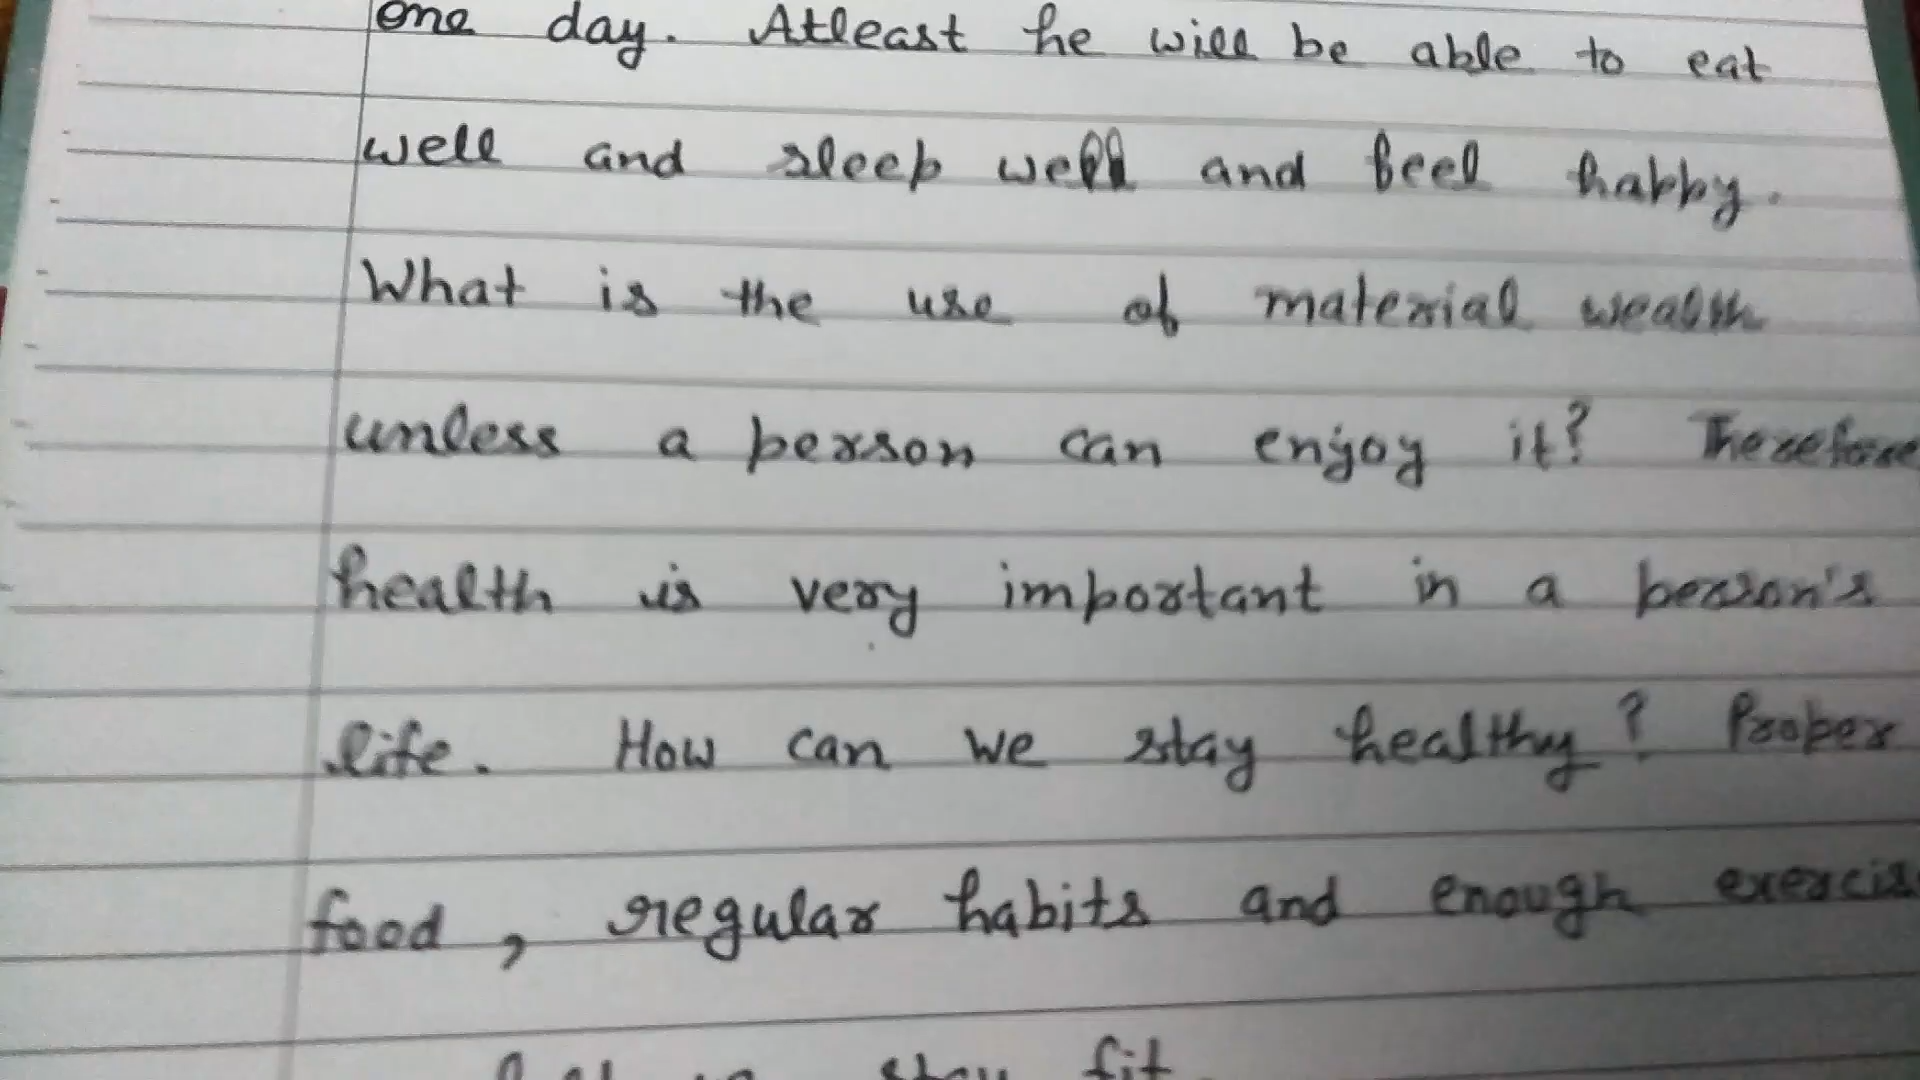 one day. Atleast he will be able to eat
well and sleep well and feel happy.
What is the use of material wealth
unless a person can enjoy it? Therefore
health is very important in a person's
life. How can we stay healthy? Proper
food, regular habits and enough exercis
stay fit